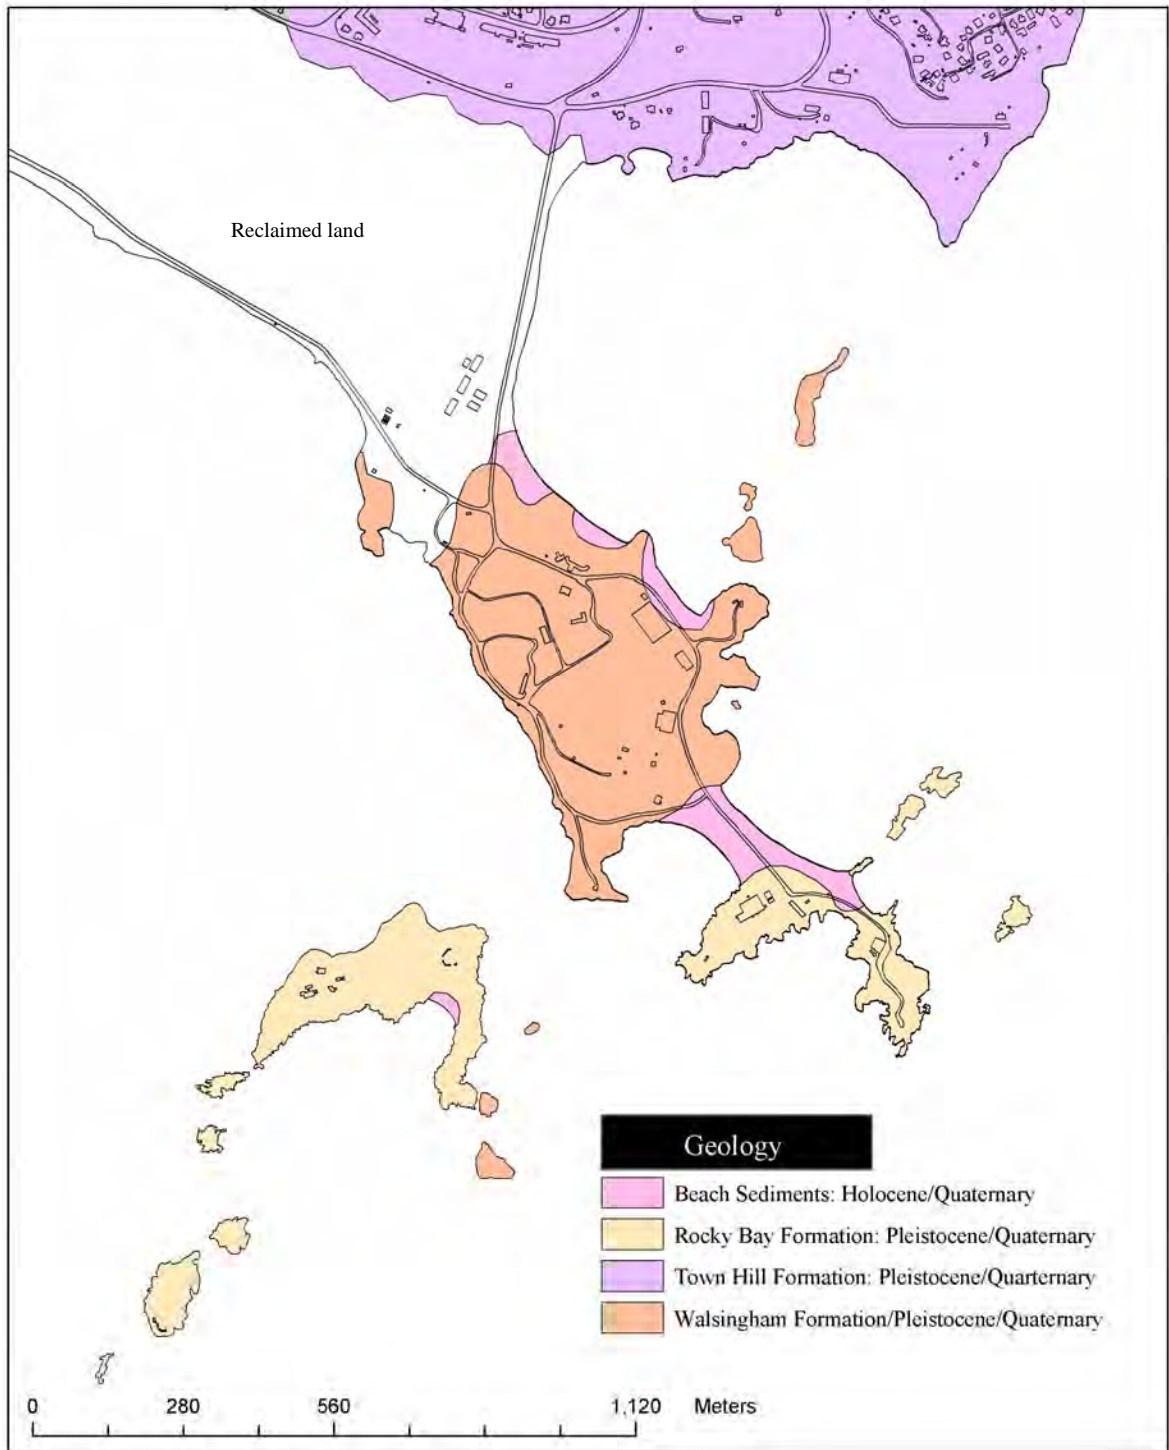 Reclaimed land
Geology
Beach Sediments: Holocene/Quaternary
Rocky Bay Formation: Pleistocene/Quaternary
Town Hill Formation: Pleistocene/Quarternary
Walsingham Formation/Pleistocene/Quaternary
0 280 560 1,120 Meters